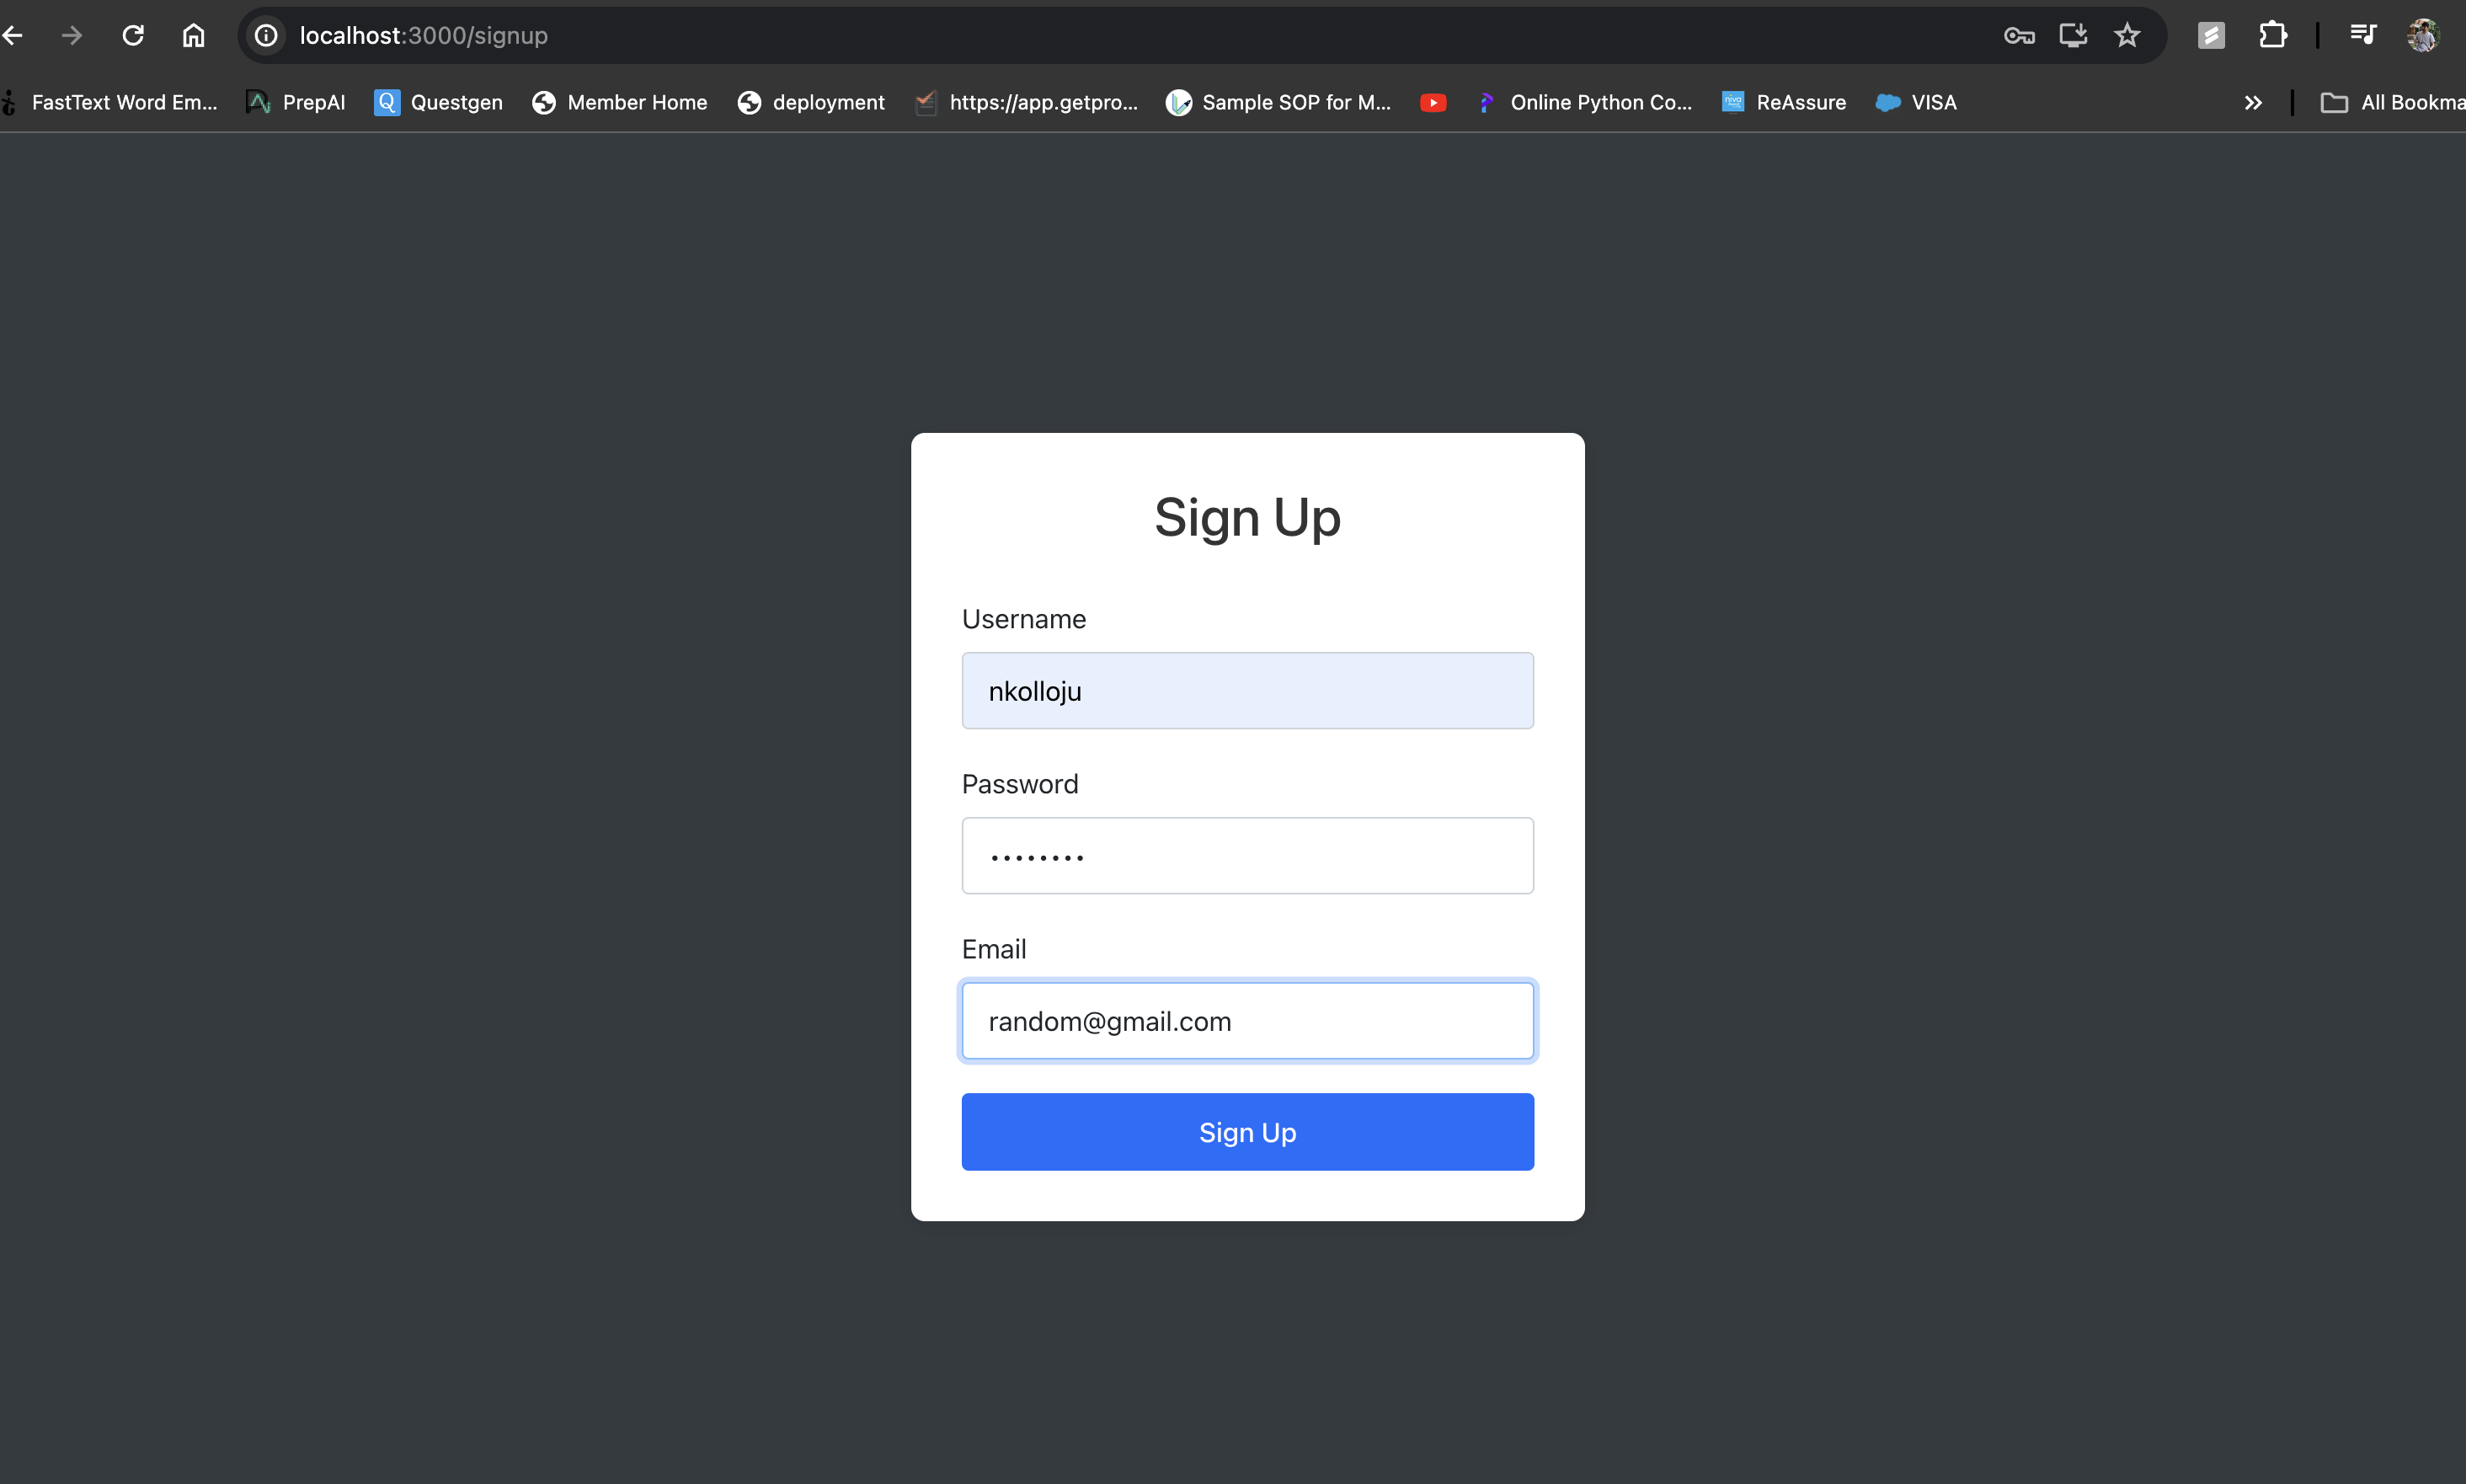 localhost:3000/signup
FastText Word Em... PrepAI Questgen Member Home deployment https://app.getpro... Sample SOP for M... Online Python Co... ReAssure VISA All Bookma
Sign Up
Username
nkolloju
Password
••••••••
Email
random@gmail.com
Sign Up